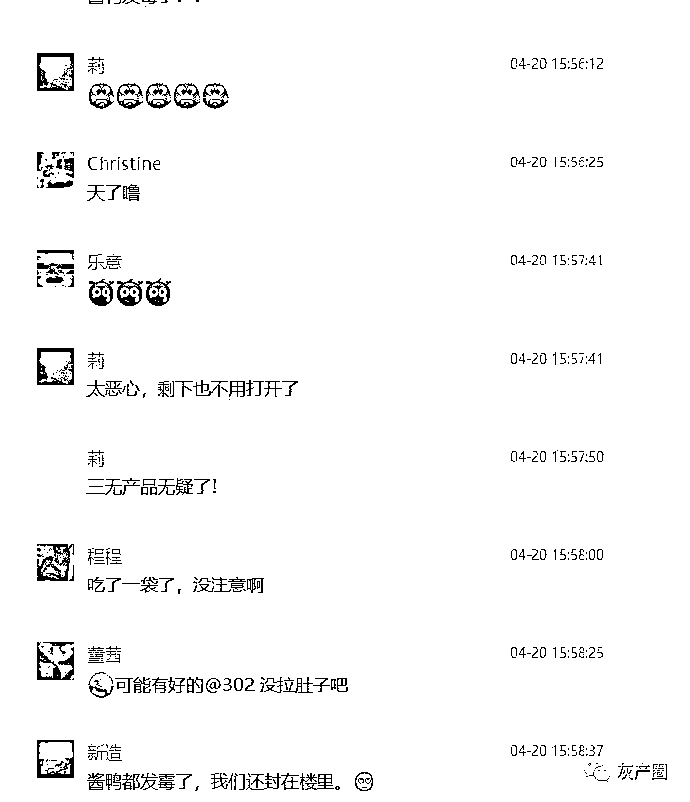 莉
04-20 15:56:12
Christine
04-20 15:56:25
天了噜
乐意
04-20 15:57:41
莉
04-20 15:57:41
太恶心，剩下也不用打开了
莉
04-20 15:57:50
三无产品无疑了！
程程
04-20 15:58:00
吃了一袋了，没注意啊
董茜
04-20 15:58:25
可能有好的@302 没拉肚子吧
新造
04-20 15:58:37
酱鸭都发霉了，我们还封在楼里。
灰产圈